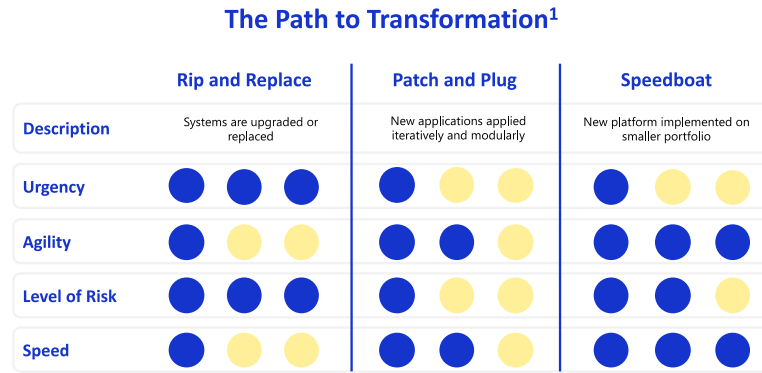 The Path to Transformation¹
Rip and Replace
Patch and Plug
Speedboat
Description
Systems are upgraded or
replaced
New applications applied
iteratively and modularly
New platform implemented on
smaller portfolio
Urgency
Agility
Level of Risk
Speed